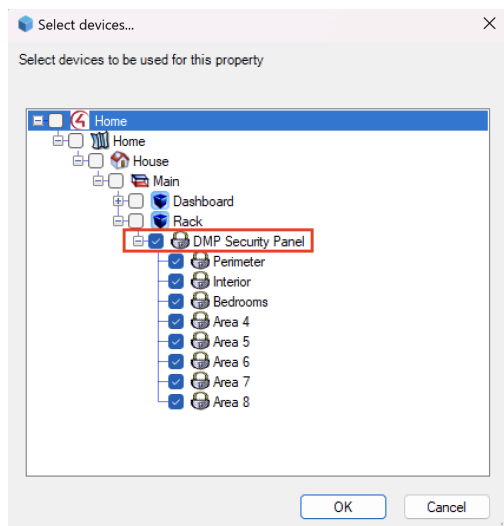 Select devices...
Select devices to be used for this property
Home
Home
House
Main
Dashboard
Rack
DMP Security Panel
Perimeter
Interior
Bedrooms
Area 4
Area 5
Area 6
Area 7
Area 8
OK Cancel